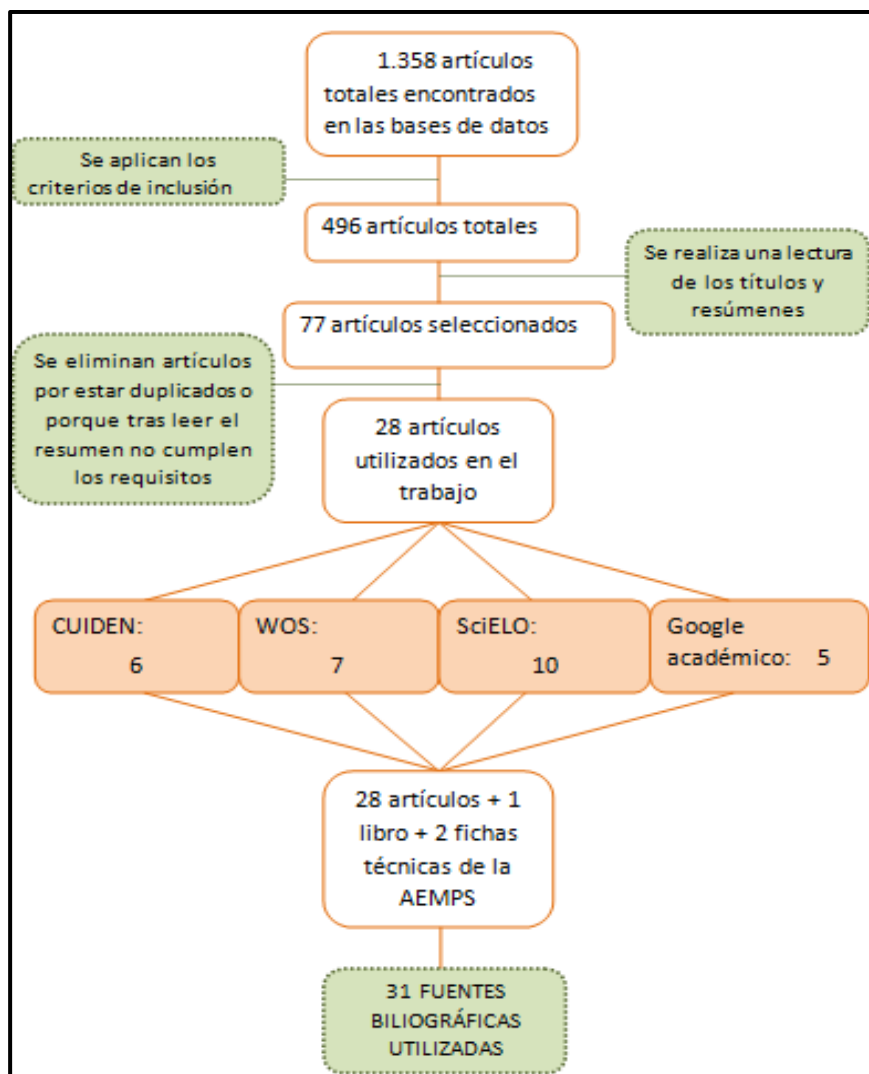 1.358 artículos
totales encontrados
en las bases de datos
Se aplican los
criterios de inclusión
496 artículos totales
Se realiza una lectura
de los títulos y
resúmenes
77 artículos seleccionados
Se eliminan artículos
por estar duplicados o
porque tras leer el
resumen no cumplen
los requisitos
28 artículos
utilizados en el
trabajo
CUIDEN:
6
WOS:
7
SciELO:
10
Google
académico: 5
28 artículos + 1
libro + 2 fichas
técnicas de la
AEMPS
31 FUENTES
BILIOGRÁFICAS
UTILIZADAS